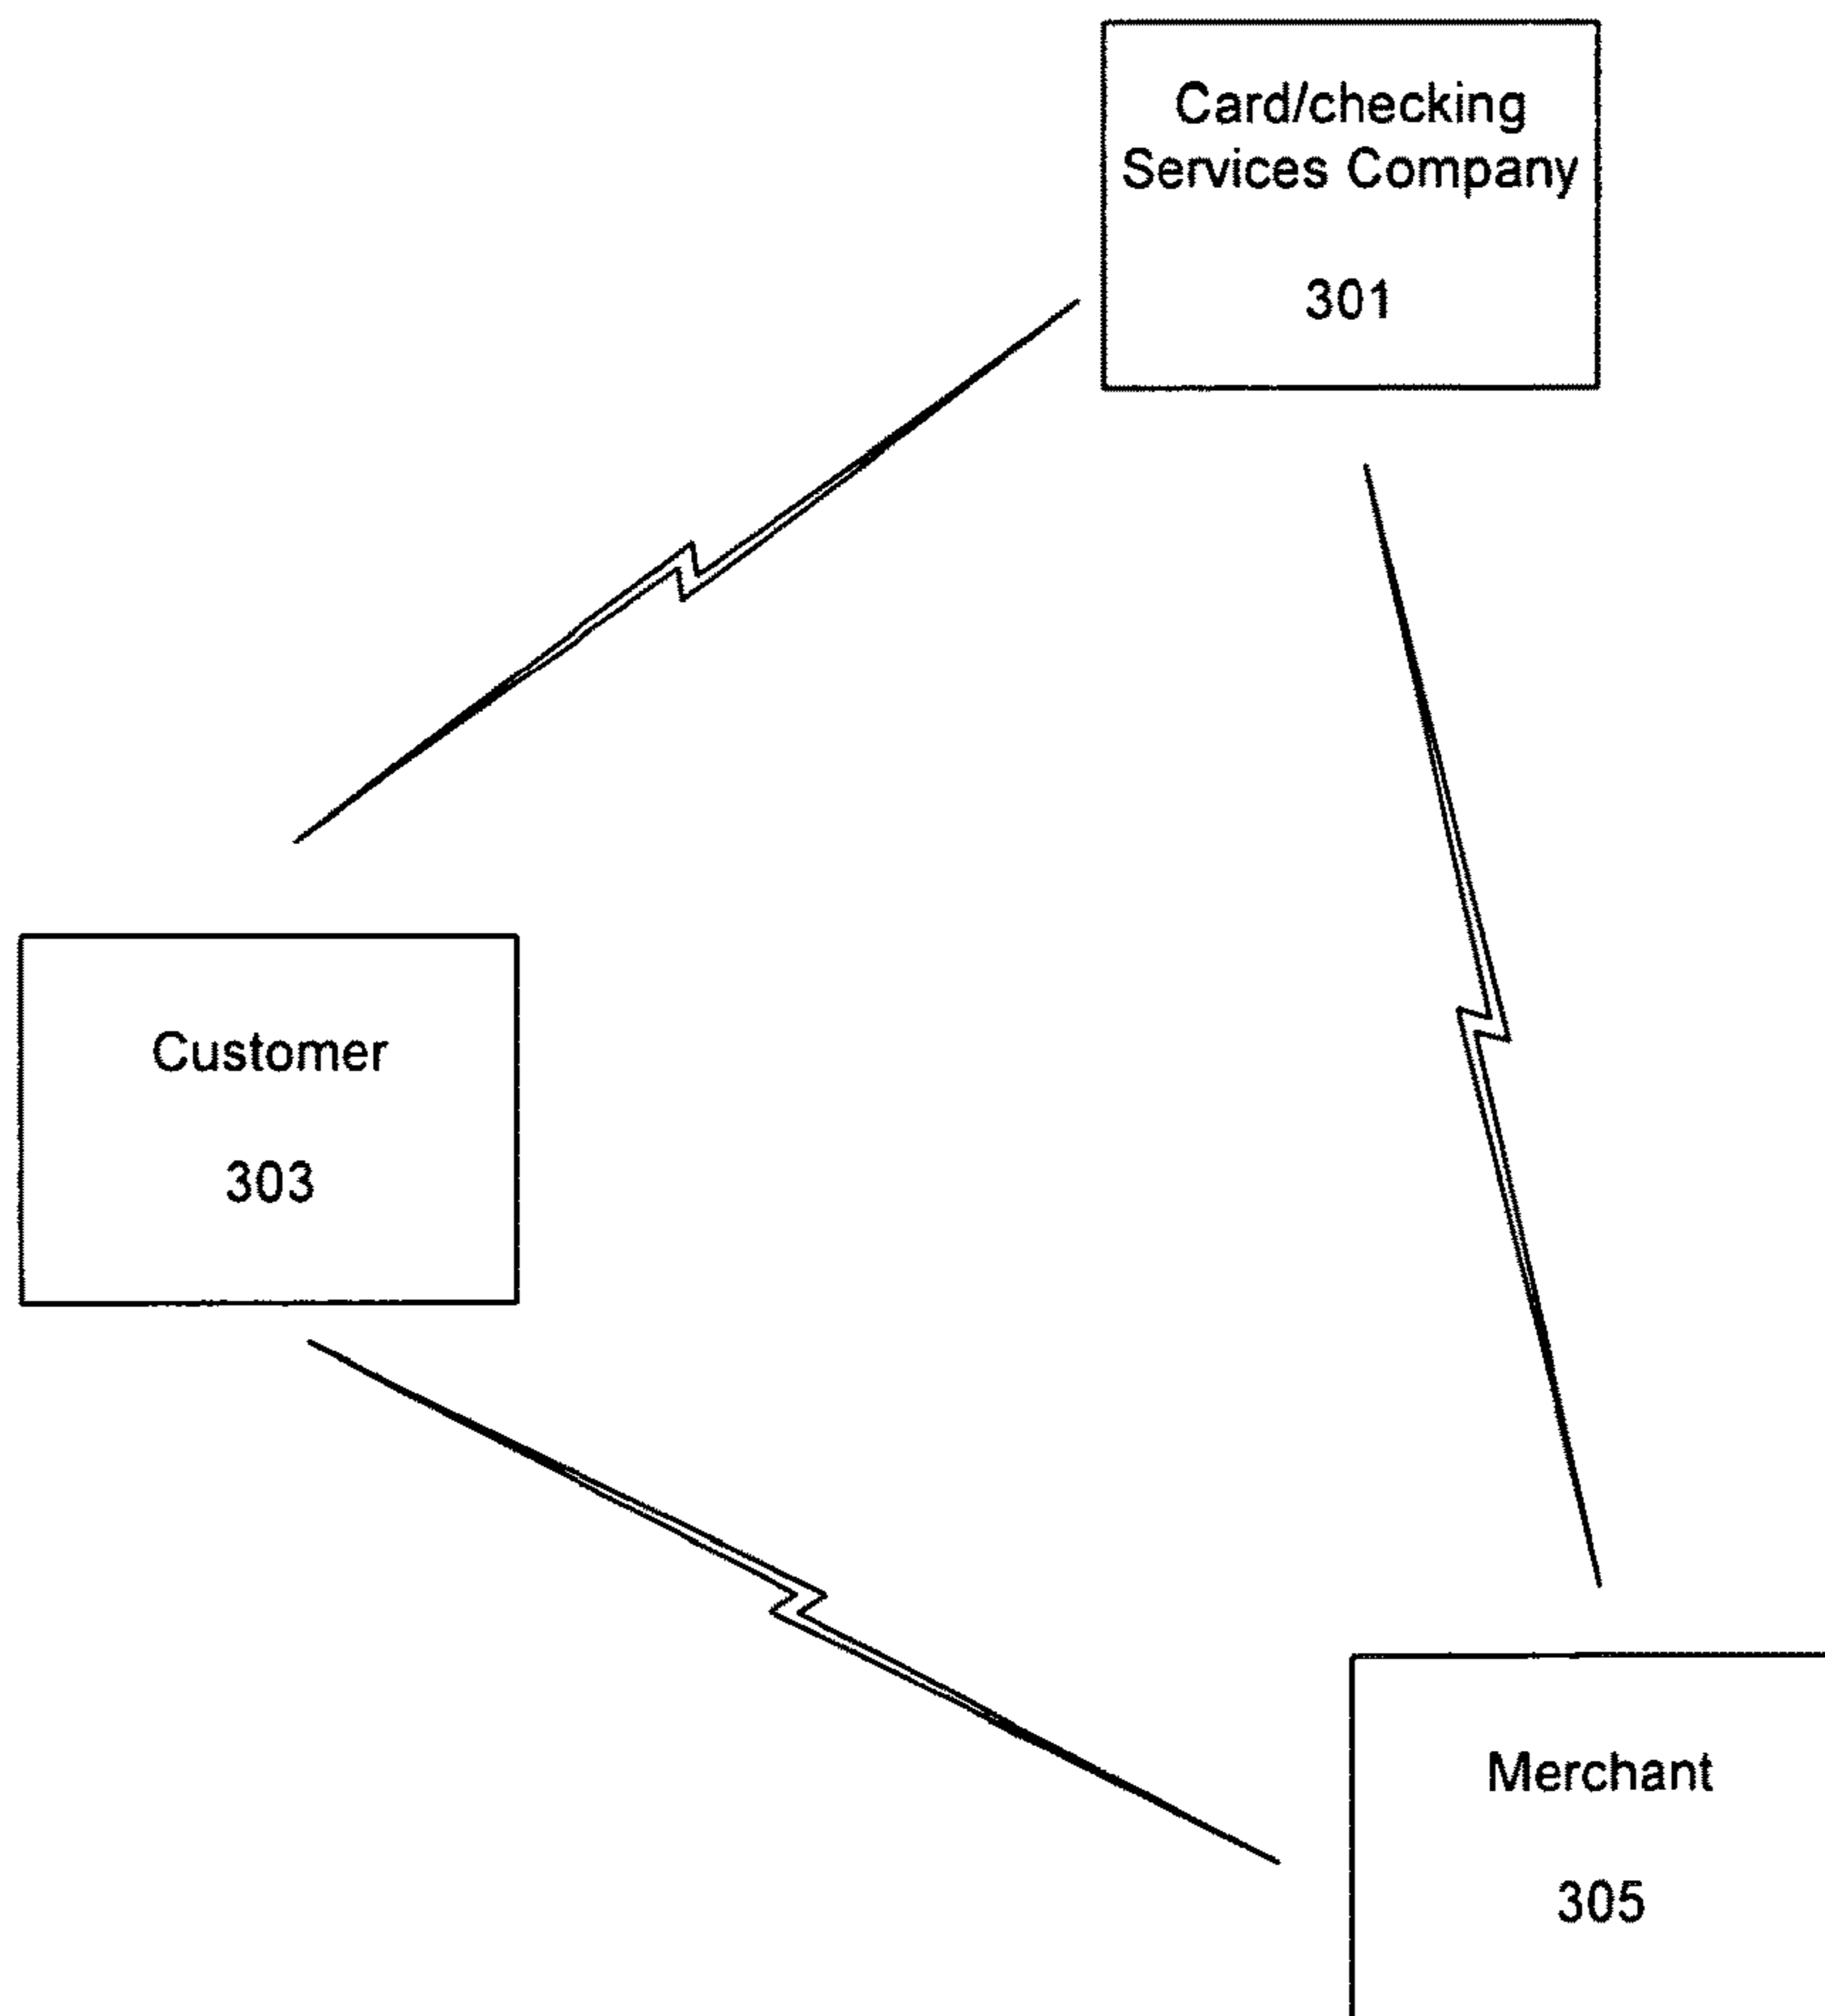 Card/checking
Services Company
301
Customer
303
Merchant
305